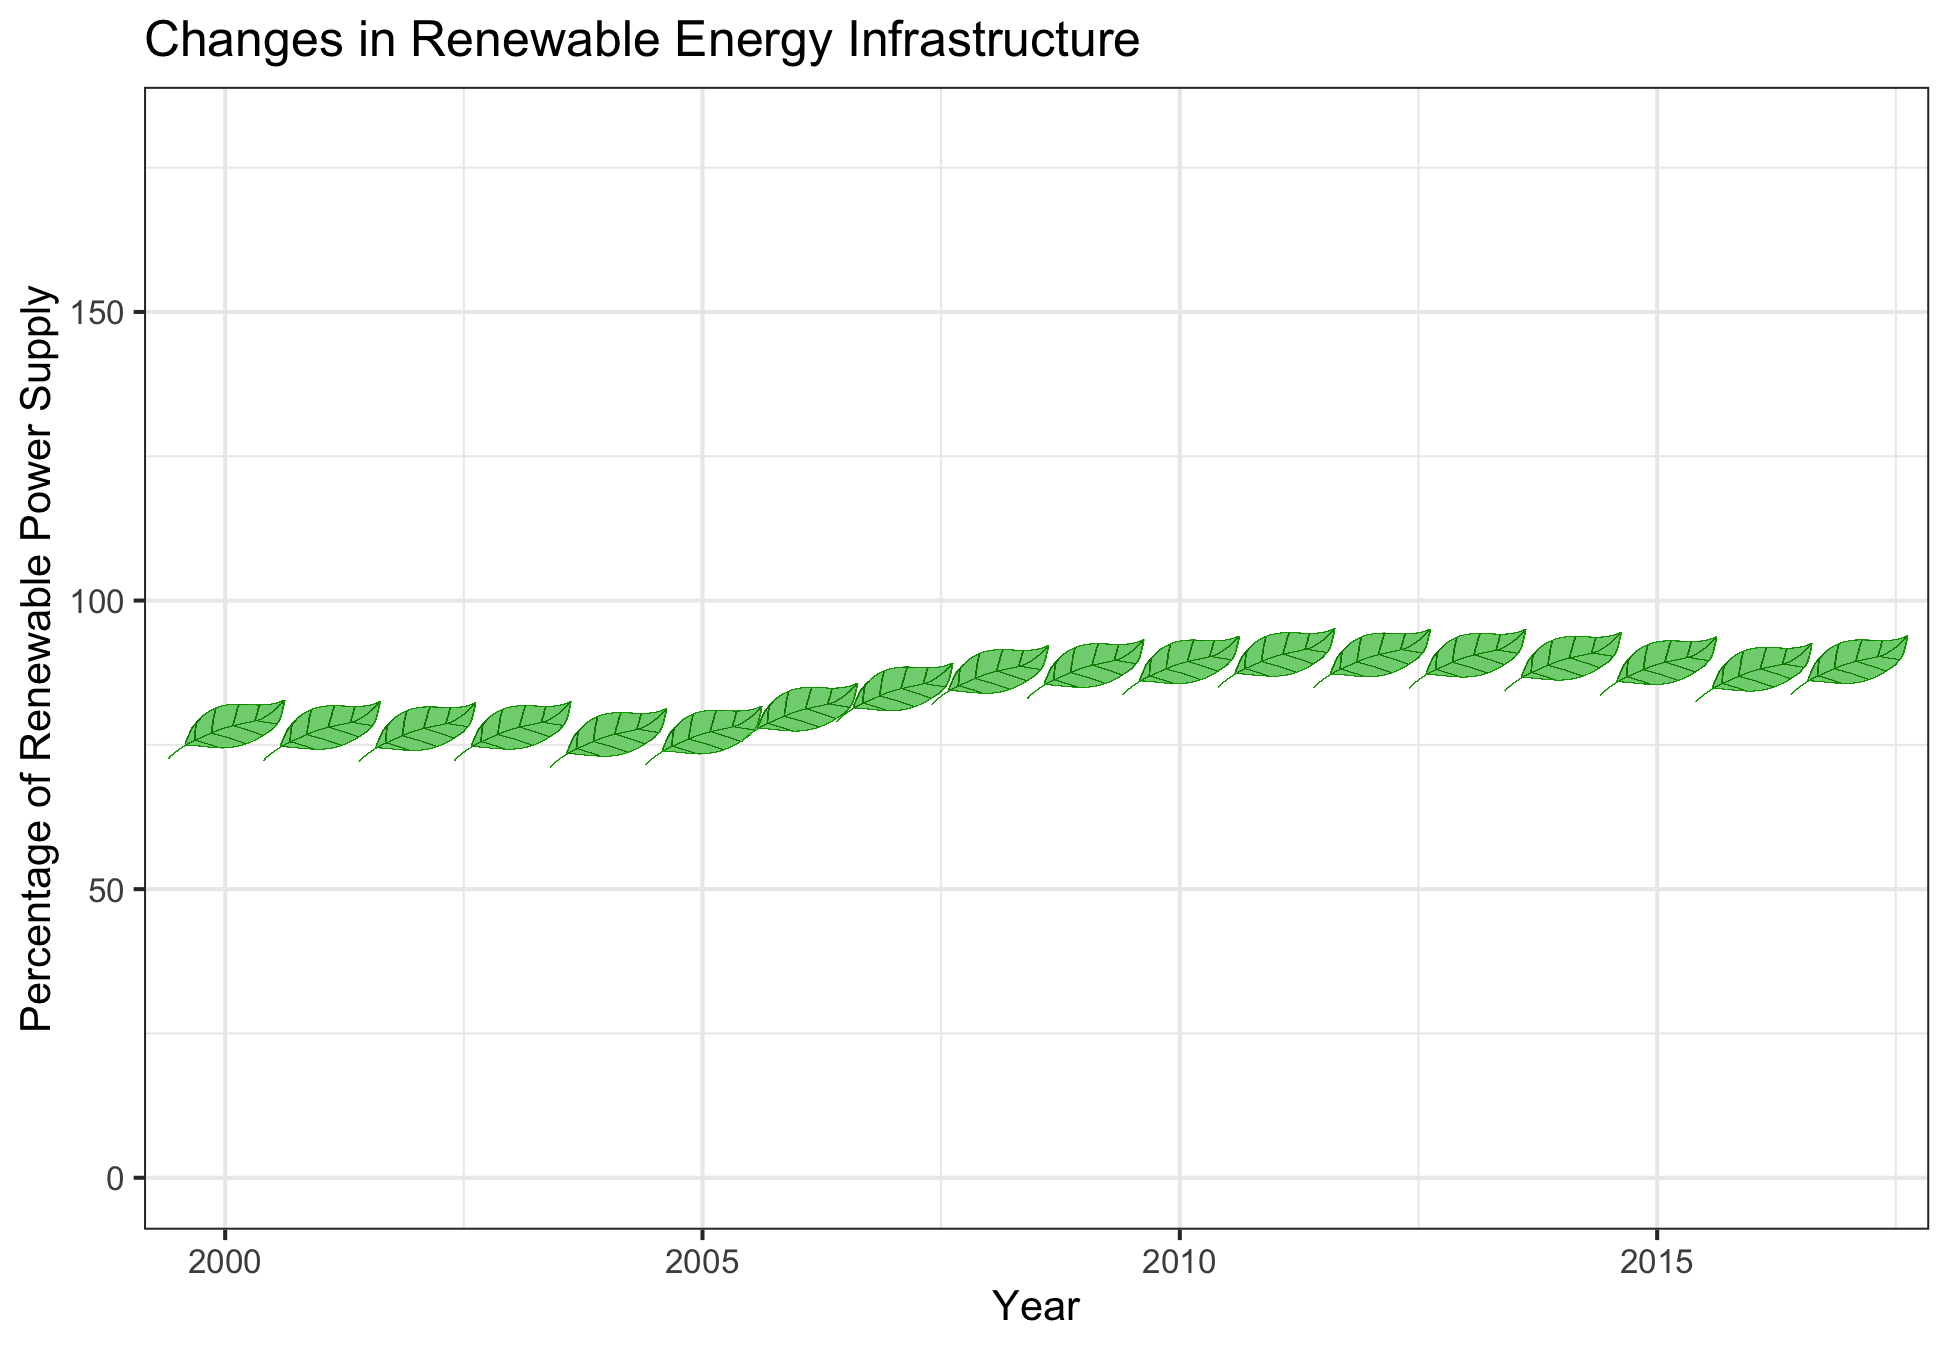 Changes in Renewable Energy Infrastructure
Percentage of Renewable Power Supply
150
100
50
0
2000 2005 2010 2015
Year